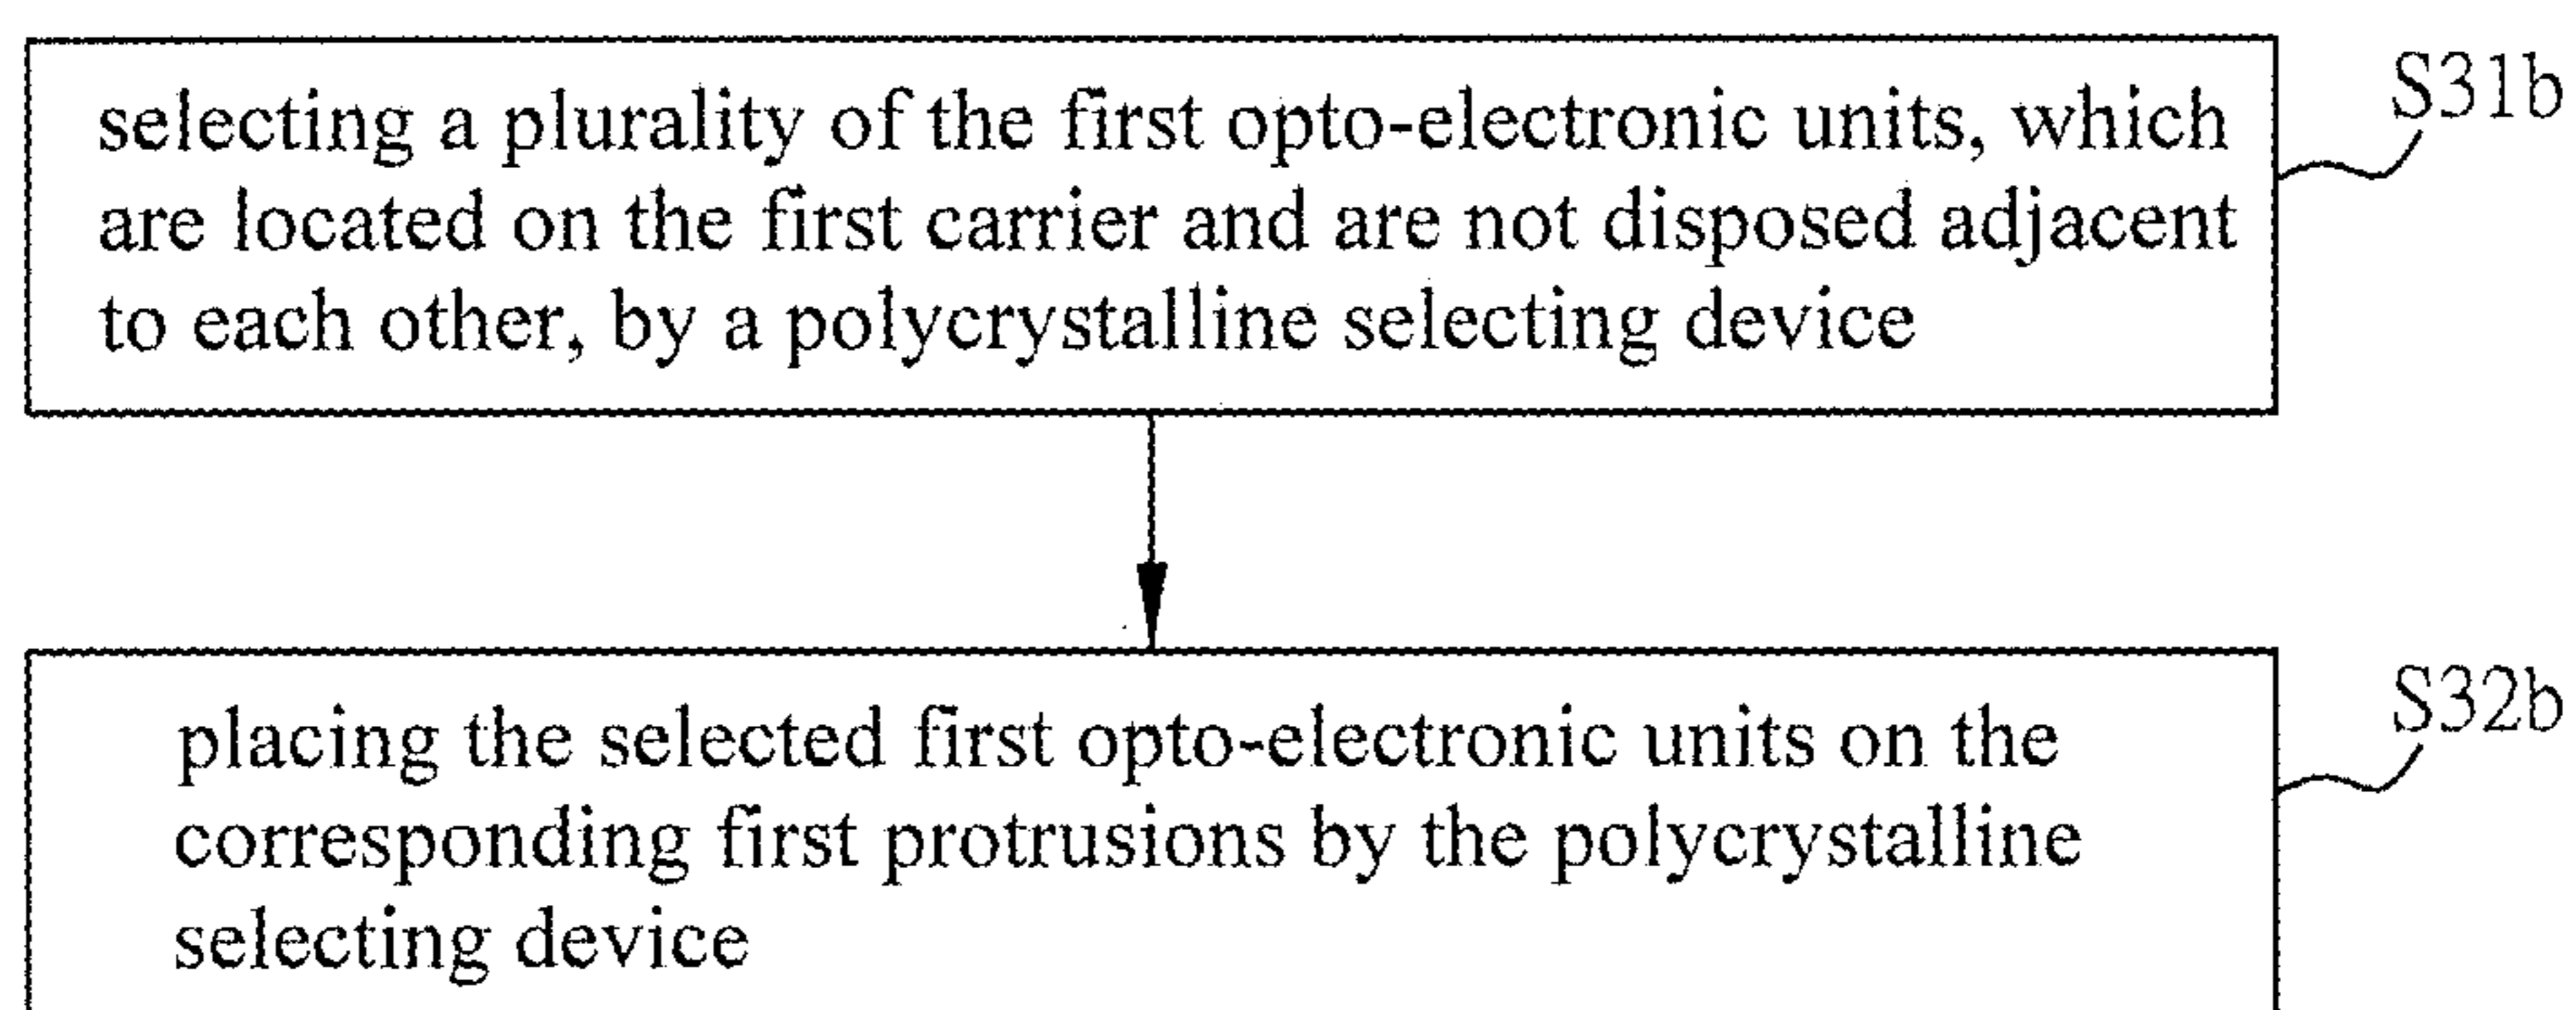 selecting a plurality of the first opto-electronic units, which
are located on the first carrier and are not disposed adjacent
to each other, by a polycrystalline selecting device
S31b
placing the selected first opto-electronic units on the
corresponding first protrusions by the polycrystalline
selecting device
S32b